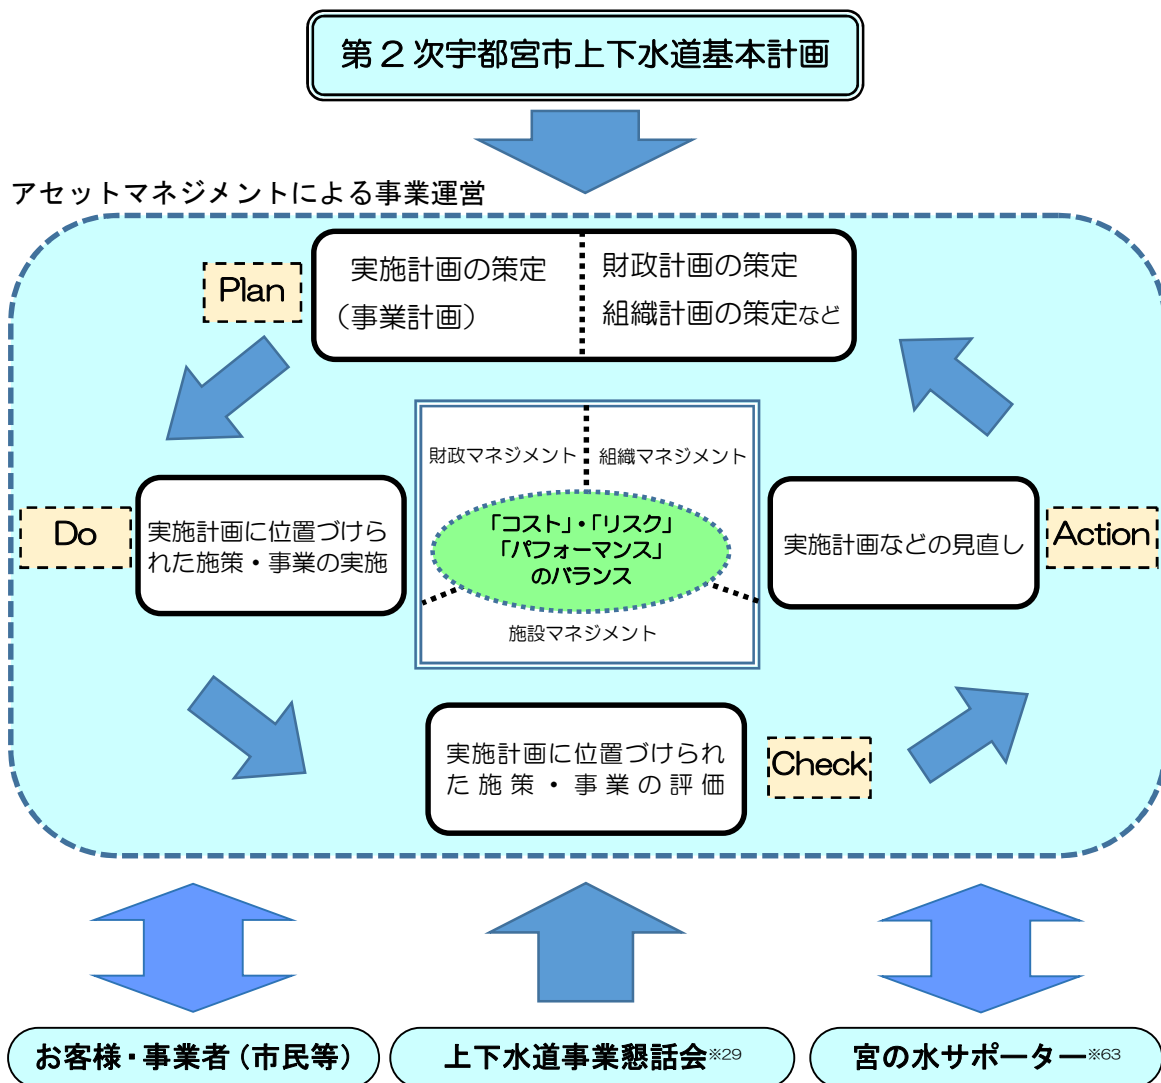 第2次宇都宮市上下水道基本計画
アセットマネジメントによる事業運営
Plan
実施計画の策定
（事業計画）
財政計画の策定
組織計画の策定など
財政マネジメント
組織マネジメント
Do
実施計画に位置づけら
れた施策・事業の実施
「コスト」・「リスク」
「パフォーマンス」
のバランス
実施計画などの見直し
Action
施設マネジメント
実施計画に位置づけられ
た施策・事業の評価
Check
お客様・事業者（市民等）
上下水道事業懇話会※29
宮の水サポーター※63